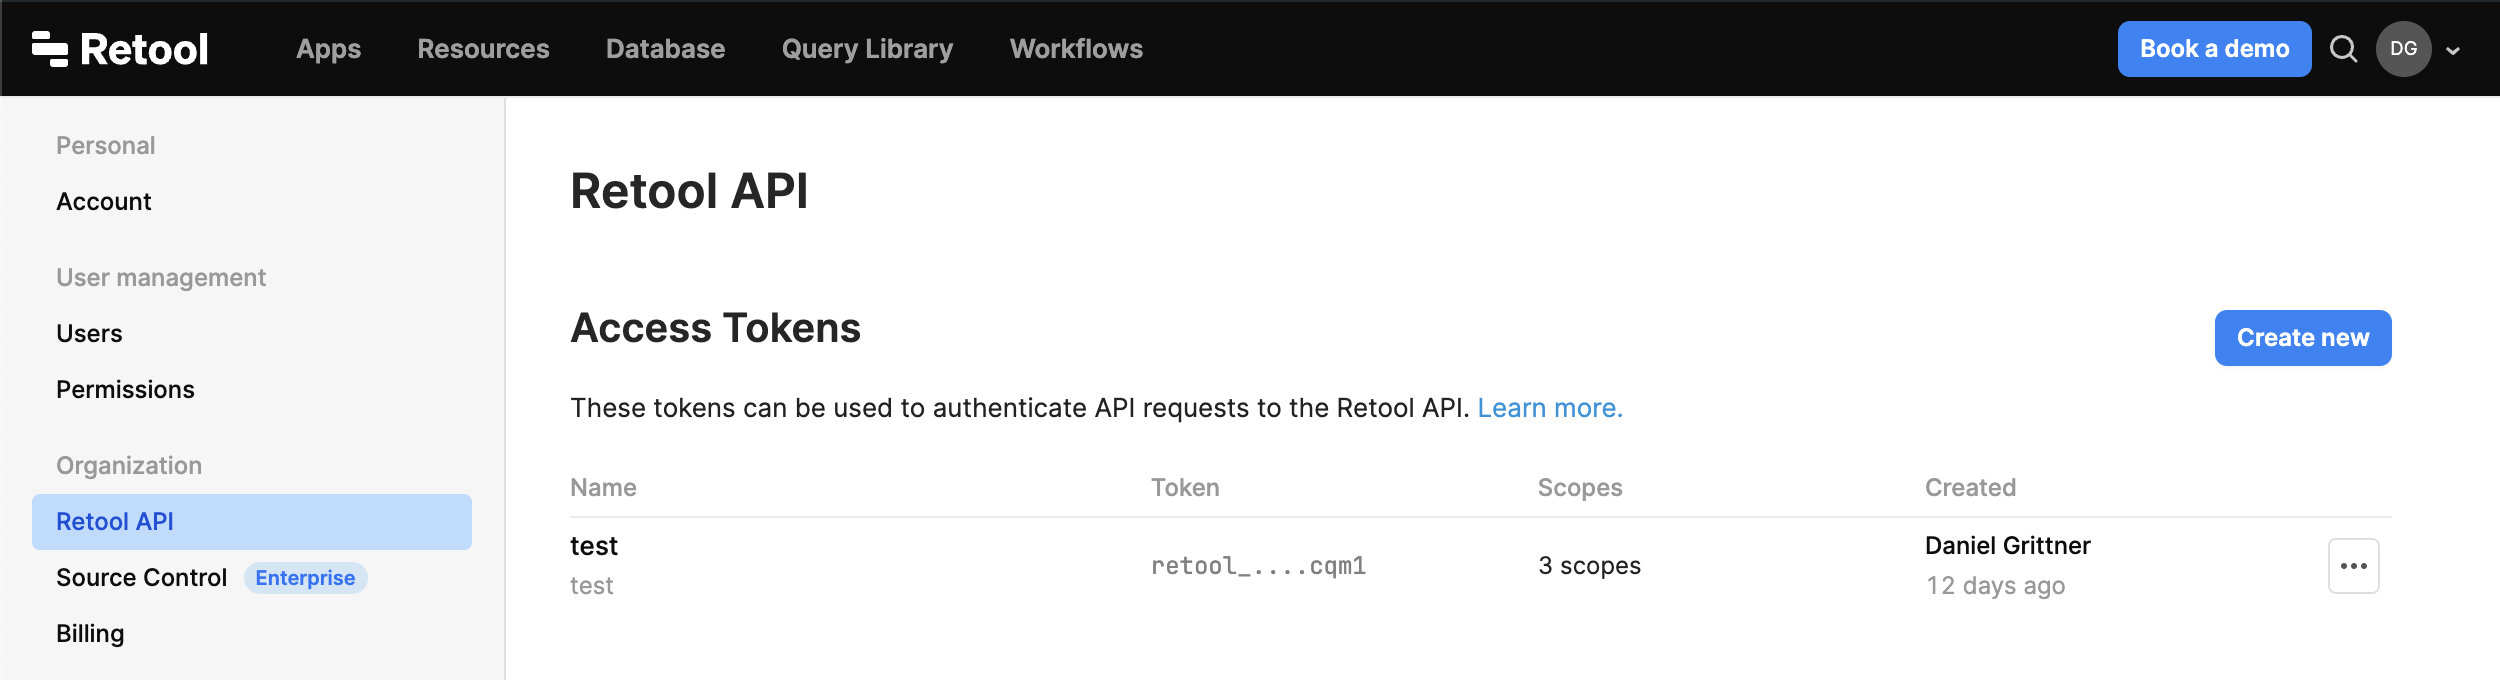 Retool
Apps
Resources
Database
Query Library
Workflows
Book a demo
DG
Personal
Account
User management
Users
Permissions
Organization
Retool API
Source Control Enterprise
Billing
Retool API
Access Tokens
Create new
These tokens can be used to authenticate API requests to the Retool API. Learn more.
Name Token Scopes Created
test
test
retool_....cqm1
3 scopes
Daniel Grittner
12 days ago